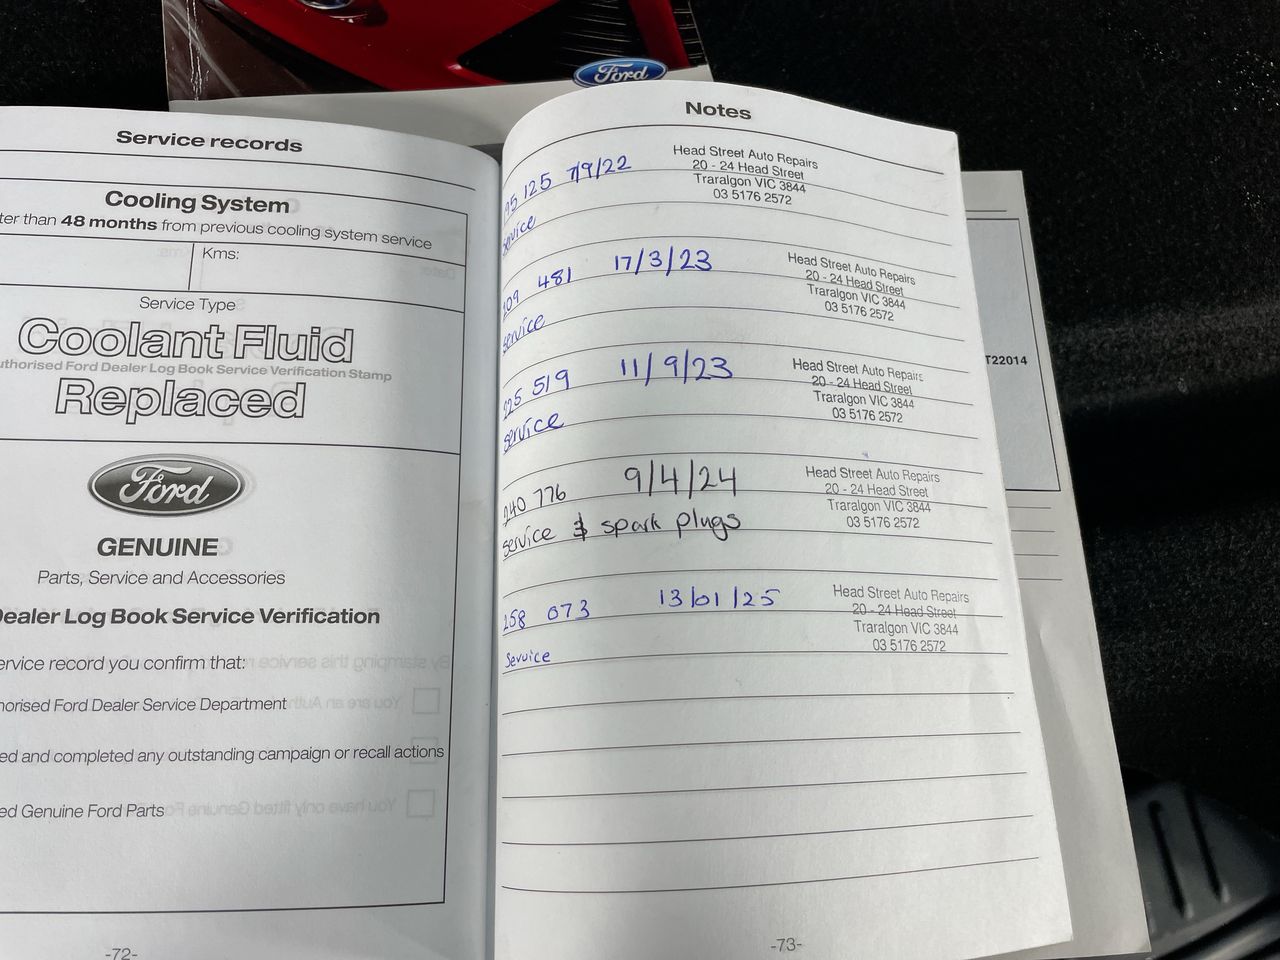 Ford
Service records
Cooling System
ter than 48 months from previous cooling system service
Kms:
Service Type
Coolant Fluid
uthorised Ford Dealer Log Book Service Verification Stamp
Replaced
Ford
GENUINE
Parts, Service and Accessories
Dealer Log Book Service Verification
ervice record you confirm that:
horised Ford Dealer Service Department
ed and completed any outstanding campaign or recall actions
ed Genuine Ford Parts
-72-
Notes
95 125 7/9/22
service
Head Street Auto Repairs
20 - 24 Head Street
Traralgon VIC 3844
03 5176 2572
209 481 17/3/23
service
Head Street Auto Repairs
20 - 24 Head Street
Traralgon VIC 3844
03 5176 2572
225 519 11/9/23
service
Head Street Auto Repairs
20 - 24 Head Street
Traralgon VIC 3844
03 5176 2572
240 776 9/4/24
service & spark plugs
Head Street Auto Repairs
20 - 24 Head Street
Traralgon VIC 3844
03 5176 2572
258 073 13/01/25
Service
Head Street Auto Repairs
20 - 24 Head Street
Traralgon VIC 3844
03 5176 2572
-73-
T22014